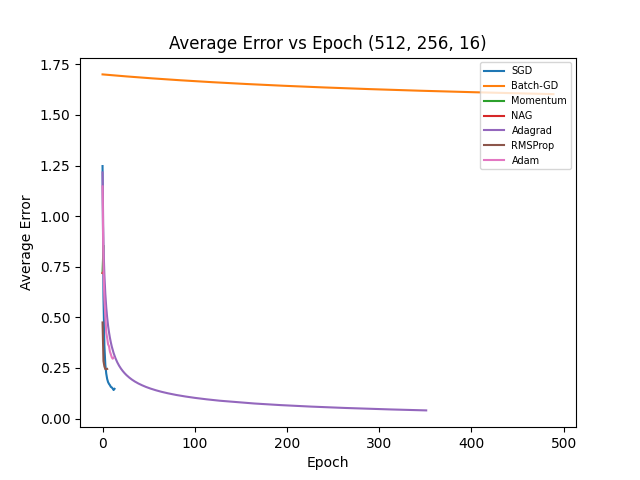 Average Error vs Epoch (512, 256, 16)
1.75
1.50
1.25
1.00
0.75
0.50
0.25
0.00
Average Error
SGD
Batch-GD
Momentum
NAG
Adagrad
RMSProp
Adam
0
100
200
300
400
500
Epoch